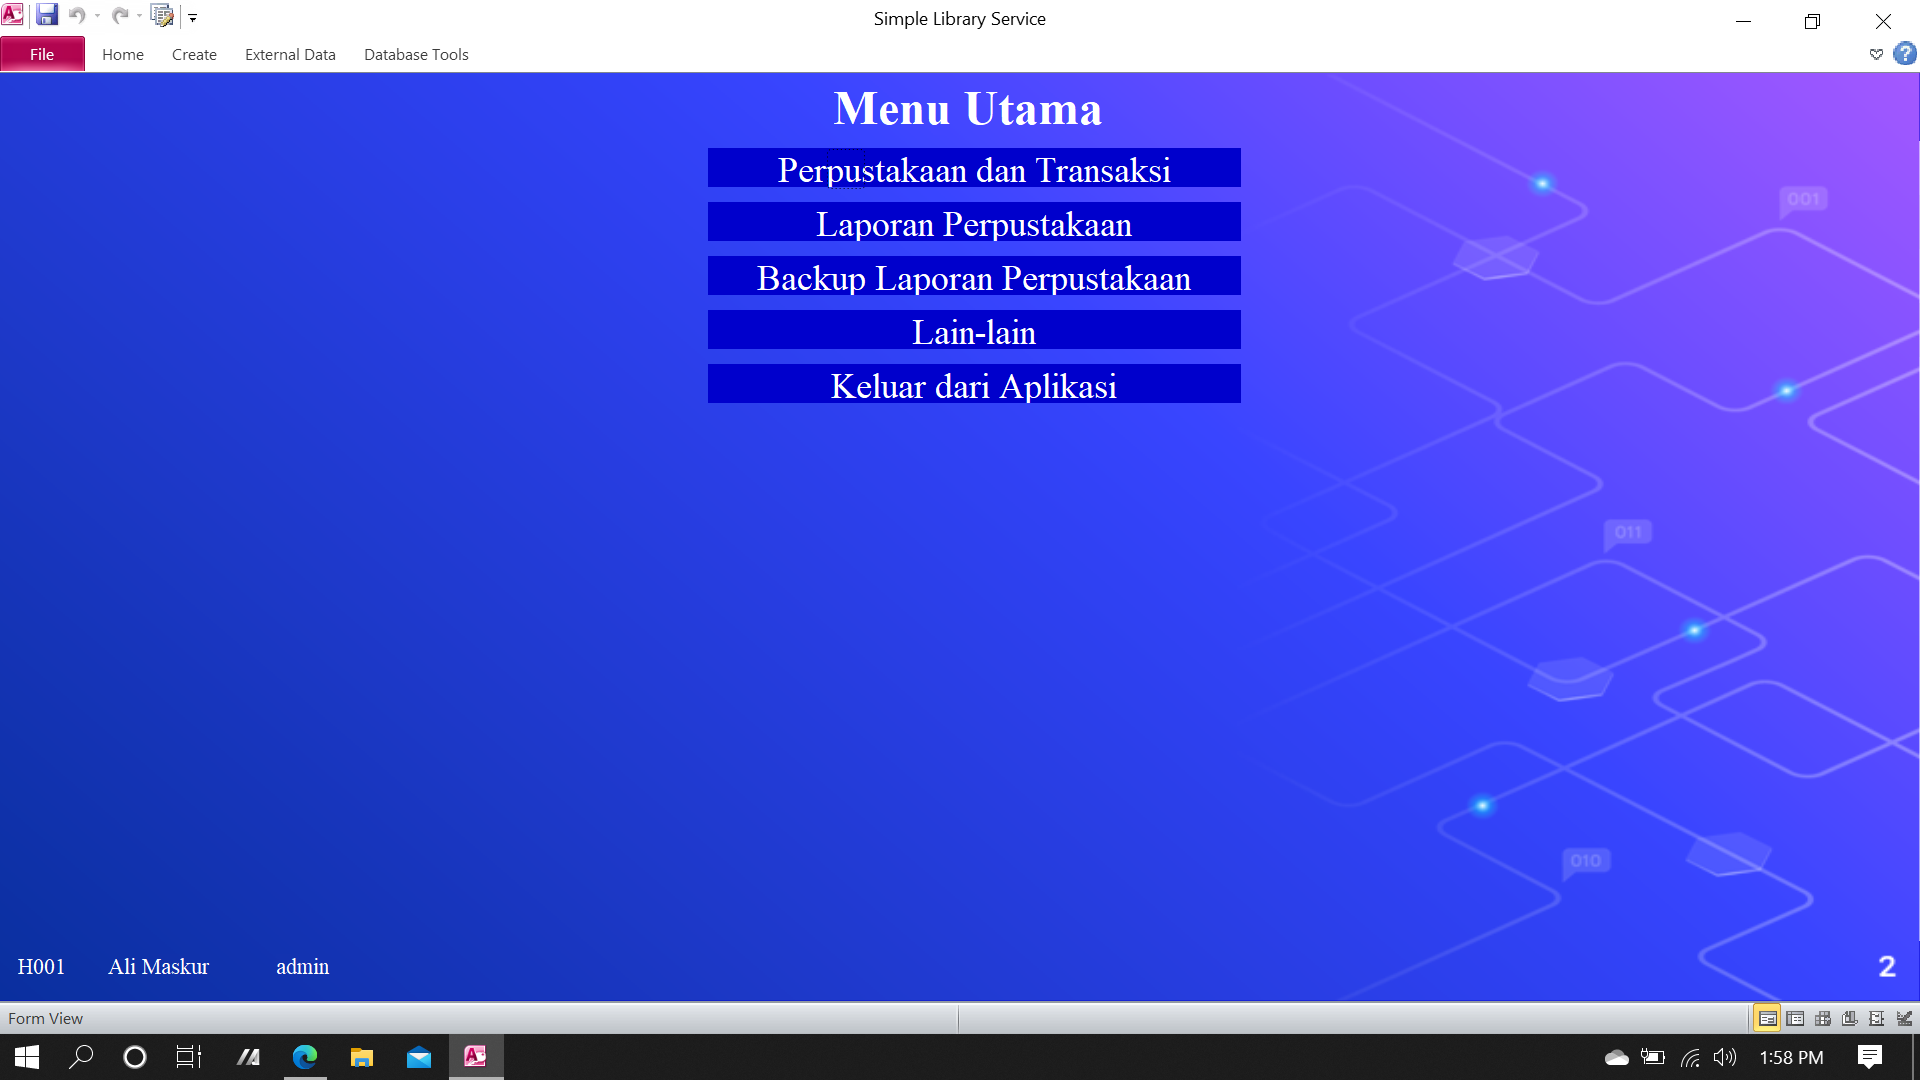 Simple Library Service
File Home Create External Data Database Tools
Menu Utama
Perpustakaan dan Transaksi
Laporan Perpustakaan
Backup Laporan Perpustakaan
Lain-lain
Keluar dari Aplikasi
001
011
010
H001 Ali Maskur admin
2
Form View
1:58 PM